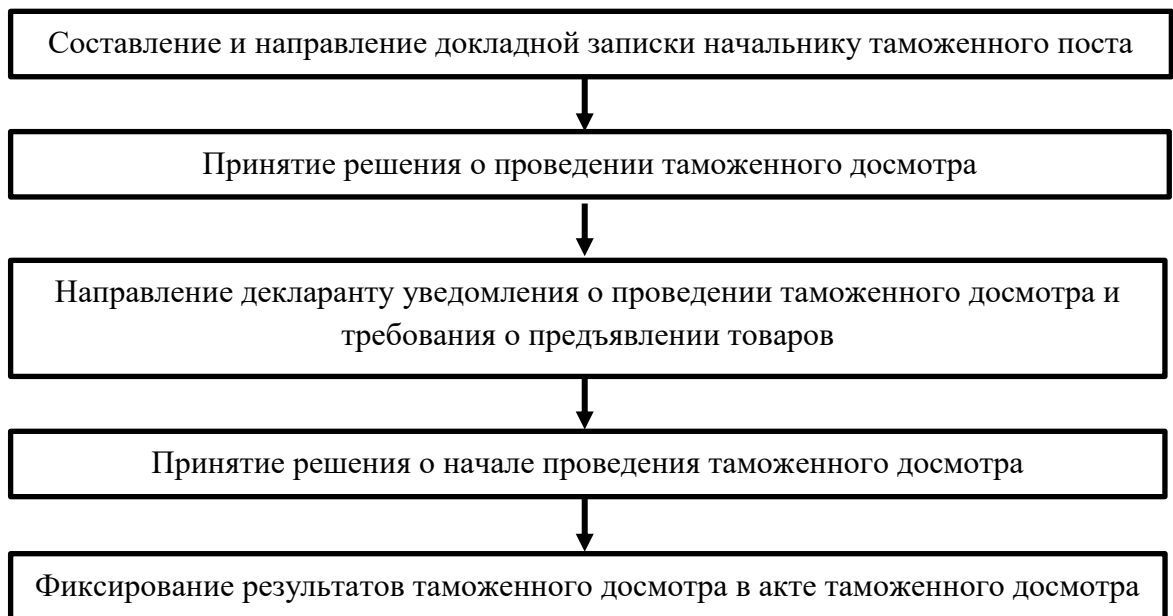 Составление и направление докладной записки начальнику таможенного поста
Принятие решения о проведении таможенного досмотра
Направление декларанту уведомления о проведении таможенного досмотра и
требования о предъявлении товаров
Принятие решения о начале проведения таможенного досмотра
Фиксирование результатов таможенного досмотра в акте таможенного досмотра